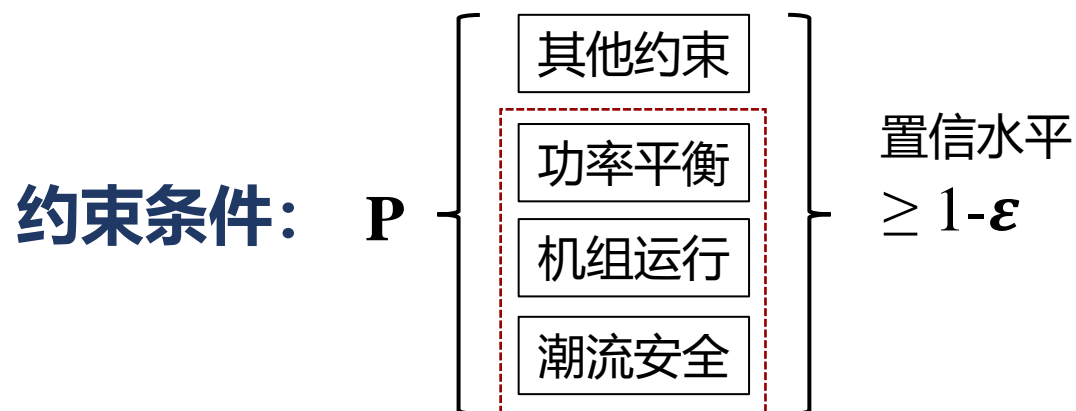 其他约束
功率平衡
机组运行
潮流安全
约束条件： P
置信水平
≥ 1-ε